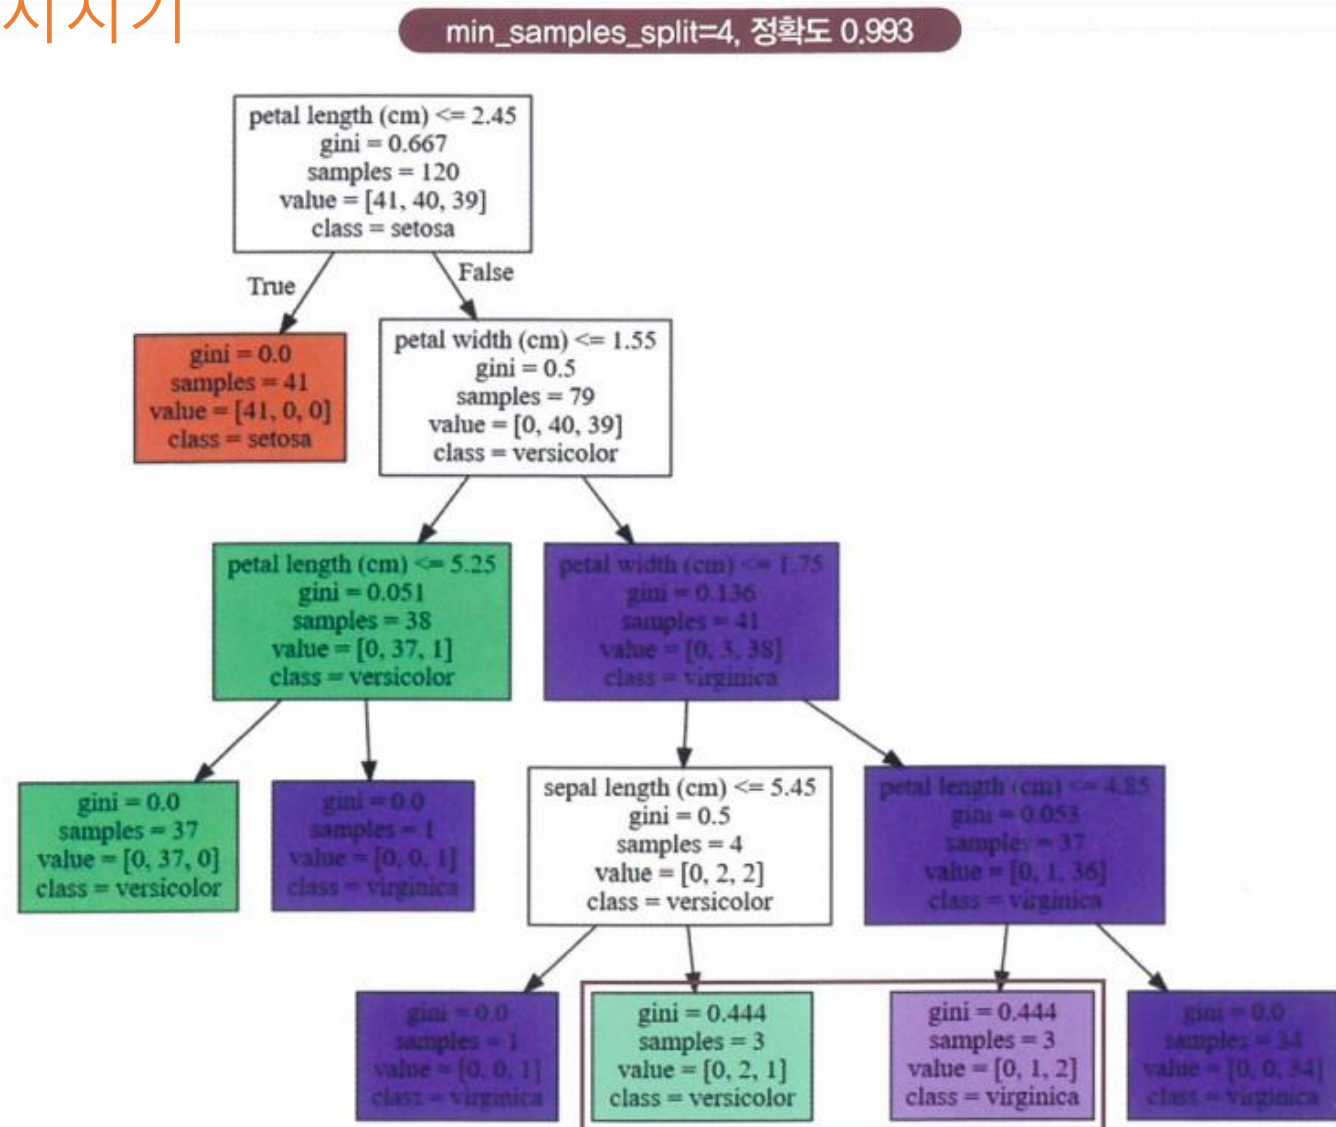 시키기
min_samples_split=4, 정확도 0.993
petal length (cm) <= 2.45
gini = 0.667
samples = 120
value = [41, 40, 39]
class = setosa
True
False
gini = 0.0
samples = 41
value = [41, 0, 0]
class = setosa
petal width (cm) <= 1.55
gini = 0.5
samples = 79
value = [0, 40, 39]
class = versicolor
petal length (cm) <= 5.25
gini = 0.051
samples = 38
value = [0, 37, 1]
class = versicolor
petal width (cm) <= 1.75
gini = 0.136
samples = 41
value = [0, 3, 38]
class = virginica
gini = 0.0
samples = 37
value = [0, 37, 0]
class = versicolor
gini = 0.0
samples = 1
value = [0, 0, 1]
class = virginica
sepal length (cm) <= 5.45
gini = 0.5
samples = 4
value = [0, 2, 2]
class = versicolor
petal length (cm) <= 4.85
gini = 0.053
samples = 37
value = [0, 1, 36]
class = virginica
gini = 0.0
samples = 1
value = [0, 0, 1]
class = virginica
gini = 0.444
samples = 3
value = [0, 2, 1]
class = versicolor
gini = 0.444
samples = 3
value = [0, 1, 2]
class = virginica
gini = 0.0
samples = 34
value = [0, 0, 34]
class = virginica